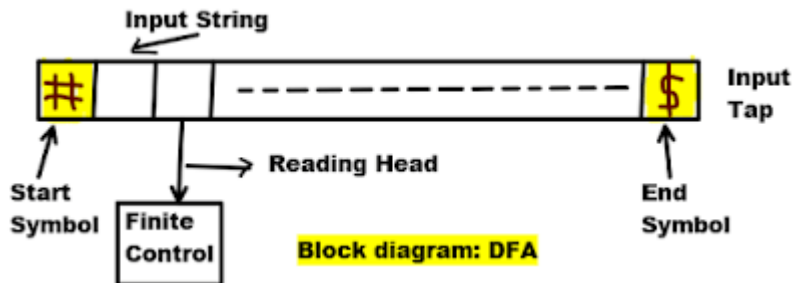 Input String
# $
Input
Tap
Reading Head
Start
Symbol
End
Symbol
Finite
Control
Block diagram: DFA